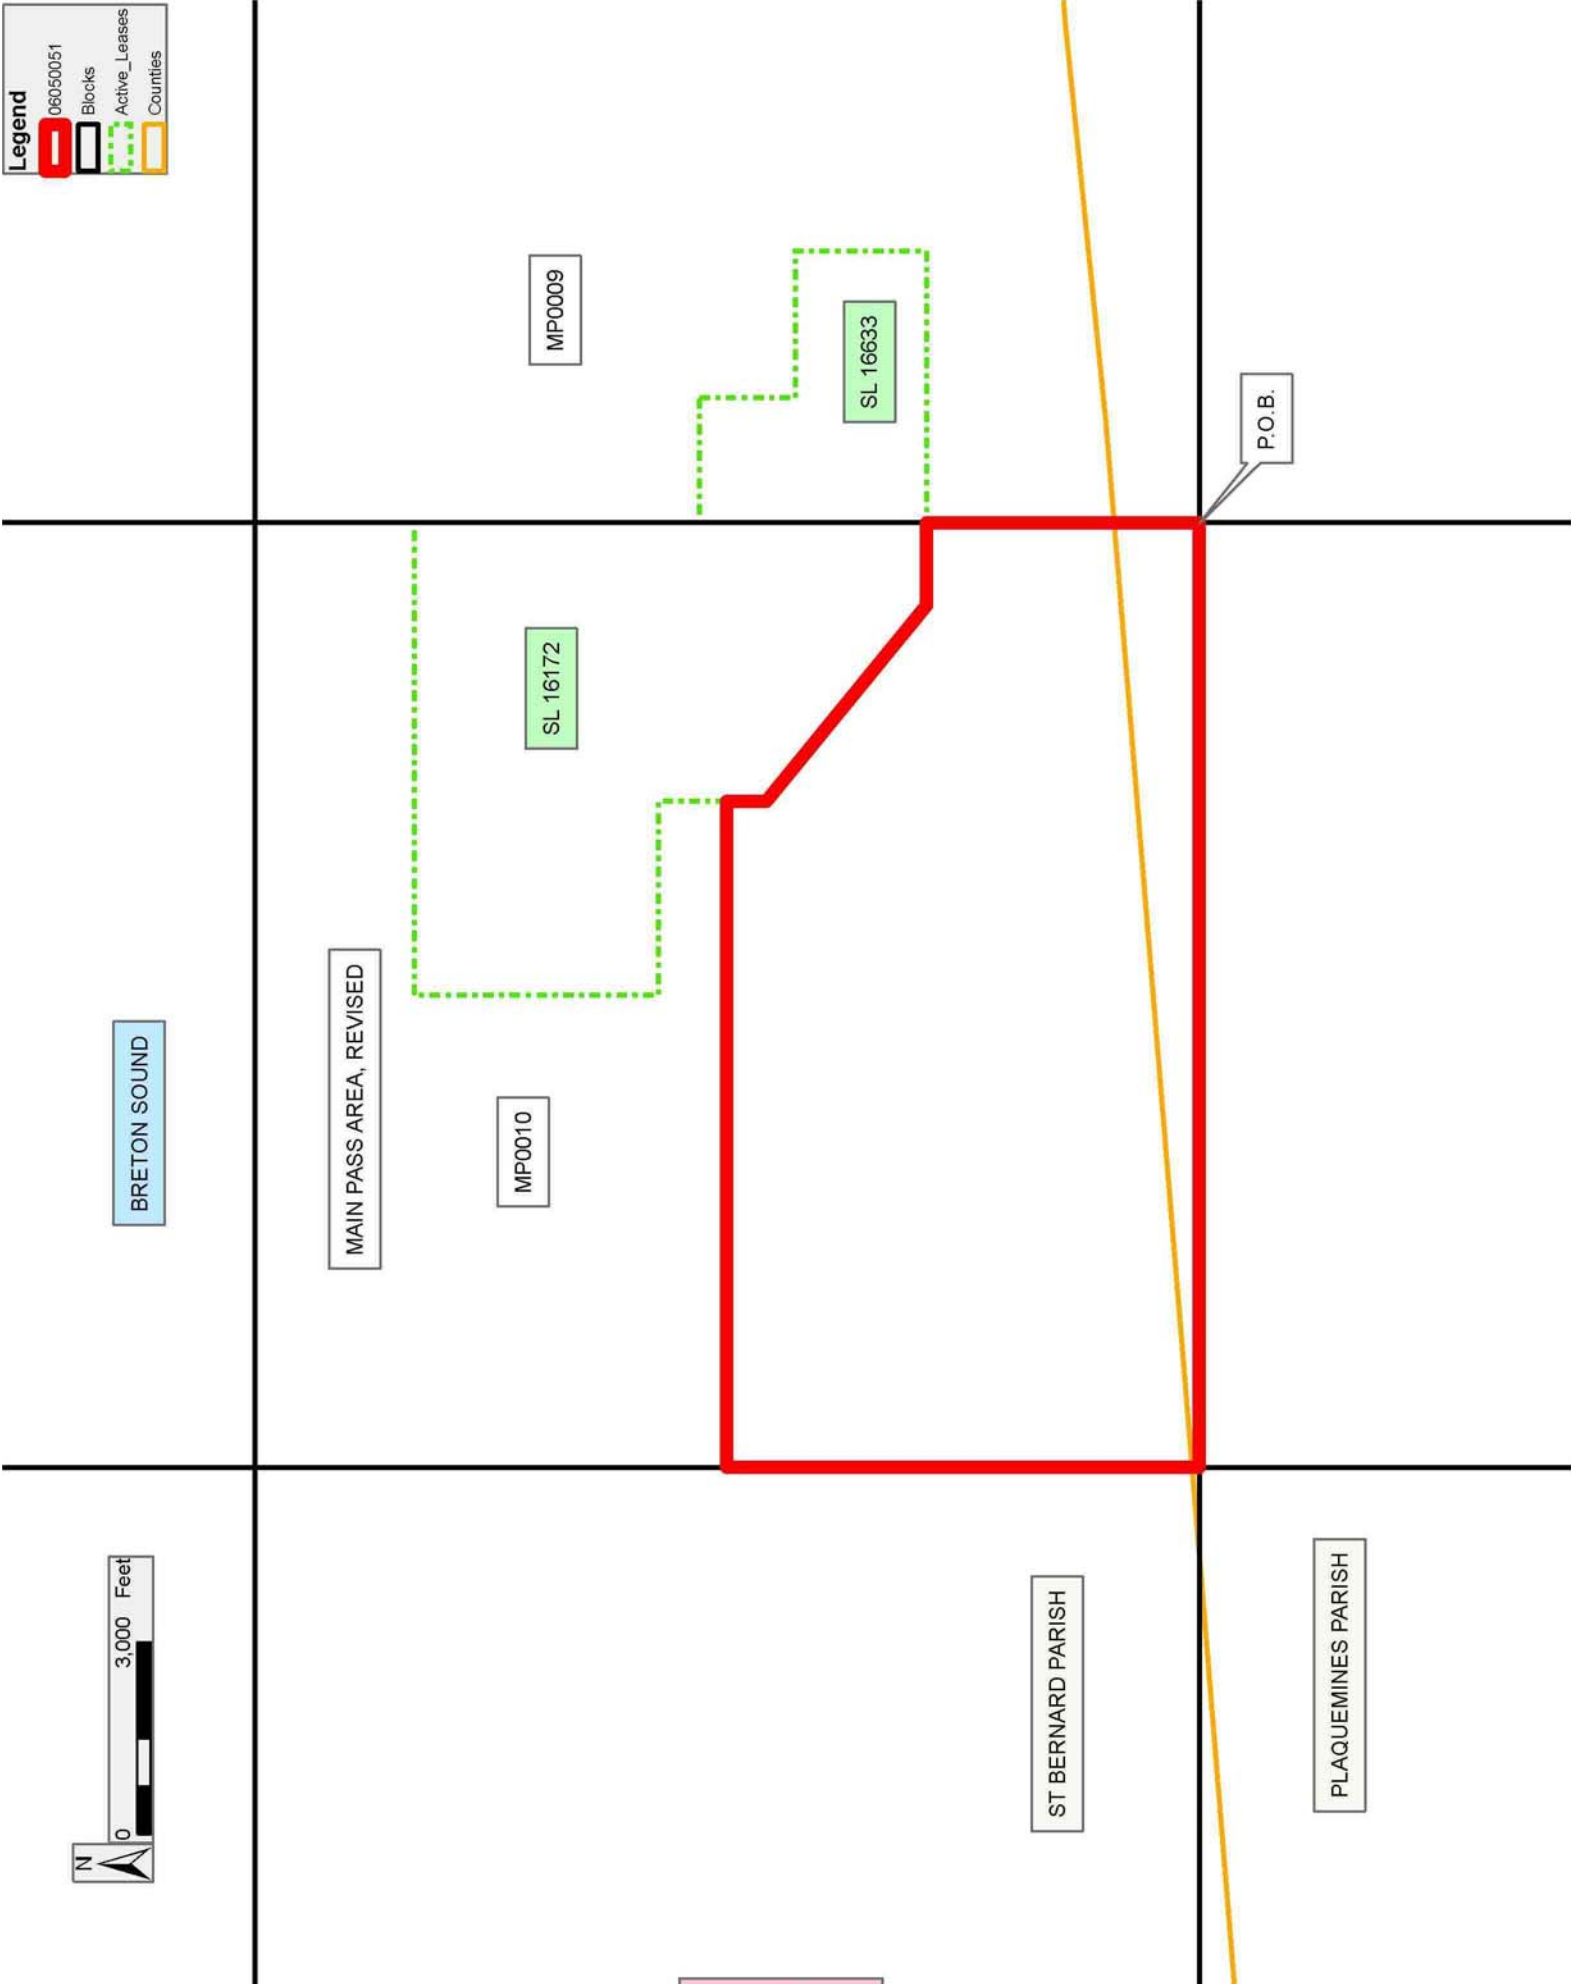 BRETON SOUND
Legend
06050051
Blocks
Active_Leases
Counties
N
0
3,000
Feet
MAIN PASS AREA, REVISED
MP0010
SL 16172
MP0009
SL 16633
ST BERNARD PARISH
P.O.B.
PLAQUEMINES PARISH